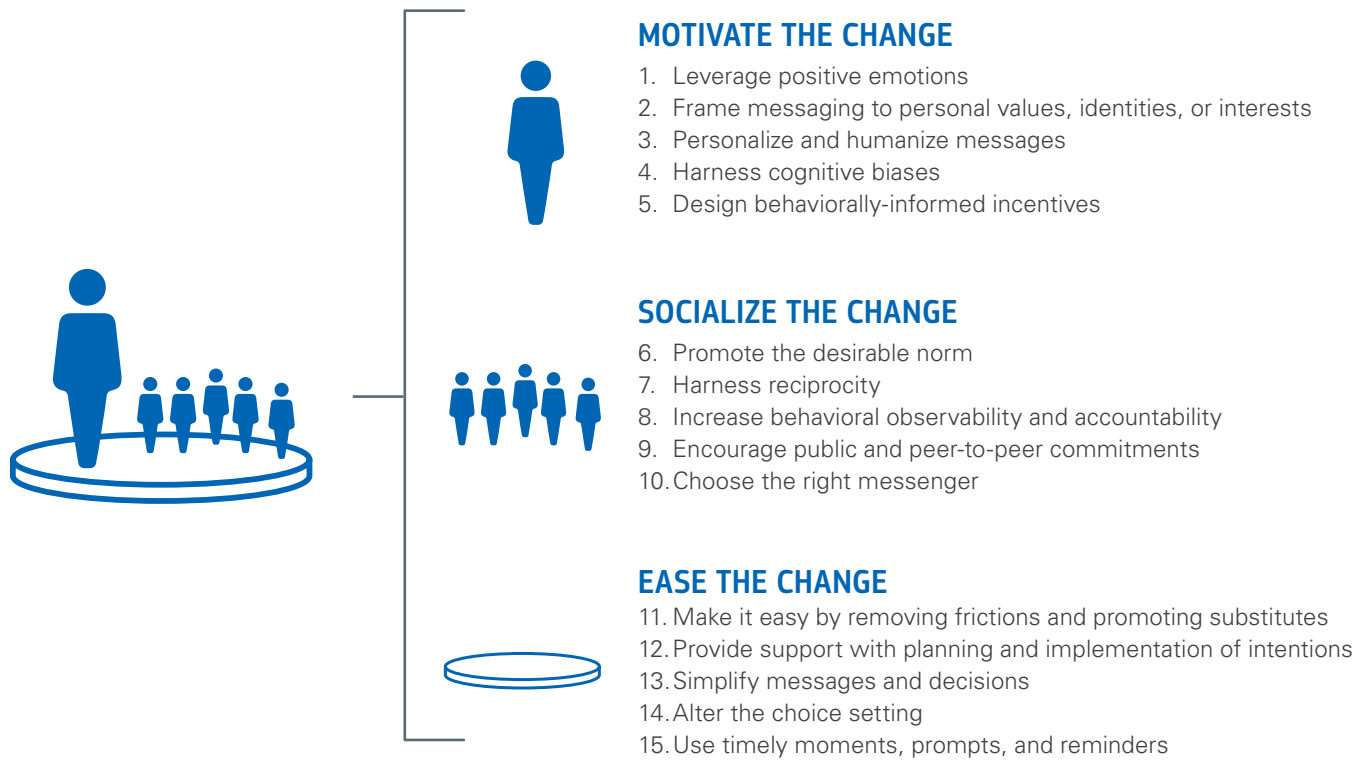 MOTIVATE THE CHANGE
1. Leverage positive emotions
2. Frame messaging to personal values, identities, or interests
3. Personalize and humanize messages
4. Harness cognitive biases
5. Design behaviorally-informed incentives
SOCIALIZE THE CHANGE
6. Promote the desirable norm
7. Harness reciprocity
8. Increase behavioral observability and accountability
9. Encourage public and peer-to-peer commitments
10. Choose the right messenger
EASE THE CHANGE
11. Make it easy by removing frictions and promoting substitutes
12. Provide support with planning and implementation of intentions
13. Simplify messages and decisions
14. Alter the choice setting
15. Use timely moments, prompts, and reminders